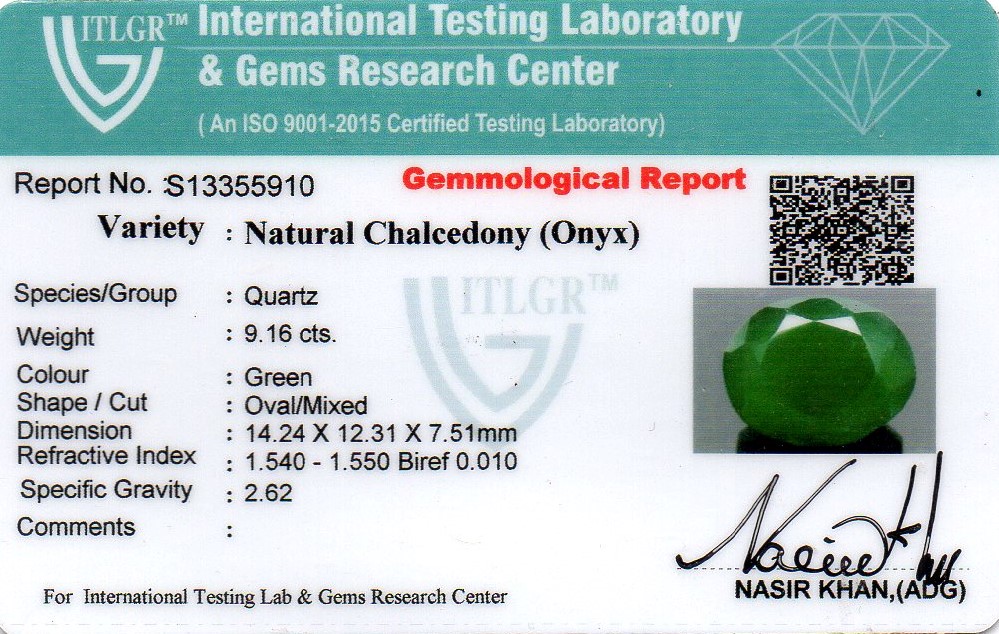 ITLGR™ International Testing Laboratory
& Gems Research Center
( An ISO 9001-2015 Certified Testing Laboratory)
Report No. :S13355910
Gemmological Report
Variety : Natural Chalcedony (Onyx)
ITLGR™
Species/Group : Quartz
Weight : 9.16 cts.
Colour : Green
Shape / Cut : Oval/Mixed
Dimension : 14.24 X 12.31 X 7.51mm
Refractive Index : 1.540 - 1.550 Biref 0.010
Specific Gravity : 2.62
Comments :
NASIR KHAN,(ADG)
For International Testing Lab & Gems Research Center